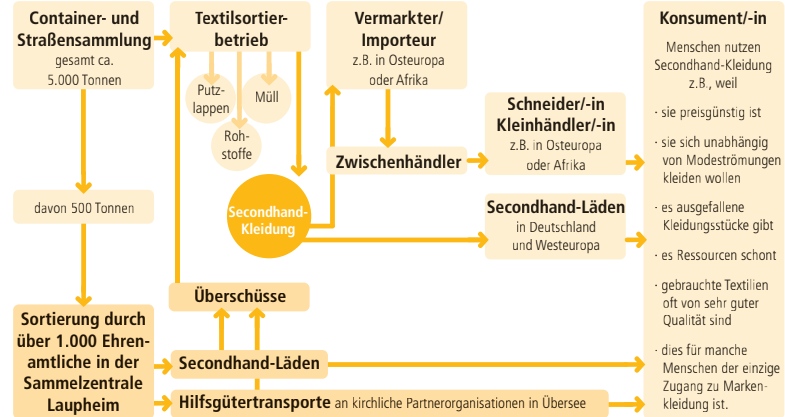 Container- und
Straßensammlung
gesamt ca.
5.000 Tonnen
davon 500 Tonnen
Sortierung durch
über 1.000 Ehren-
amtliche in der
Sammelzentrale
Laupheim
Textilsortier-
betrieb
Putz-
lappen
Müll
Roh-
stoffe
Secondhand-
Kleidung
Überschüsse
Secondhand-Läden
Hilfsgütertransporte an kirchliche Partnerorganisationen in Übersee
Vermarkter/
Importeur
z.B. in Osteuropa
oder Afrika
Zwischenhändler
Schneider/-in
Kleinhändler/-in
z.B. in Osteuropa
oder Afrika
Secondhand-Läden
in Deutschland
und Westeuropa
Konsument/-in
Menschen nutzen
Secondhand-Kleidung
z.B., weil
· sie preisgünstig ist
· sie sich unabhängig
von Modeströmungen
kleiden wollen
· es ausgefallene
Kleidungsstücke gibt
· es Ressourcen schont
· gebrauchte Textilien
oft von sehr guter
Qualität sind
· dies für manche
Menschen der einzige
Zugang zu Marken-
kleidung ist.